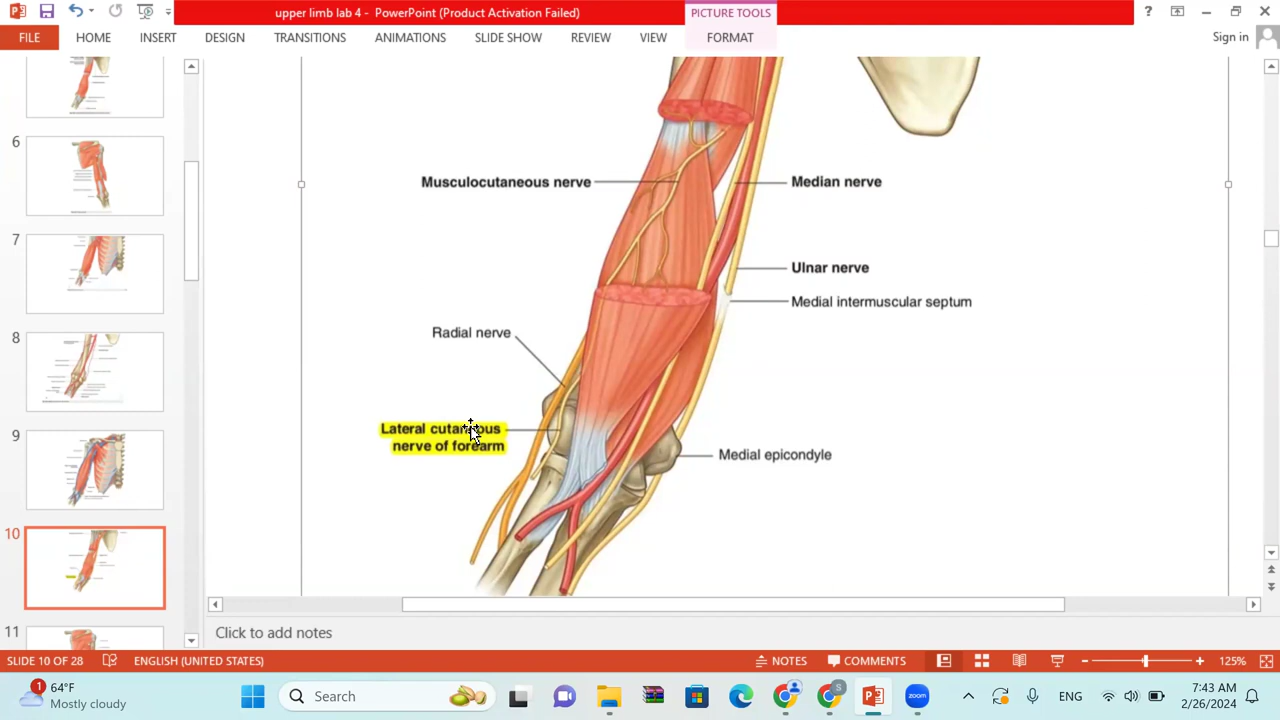 upper limb lab 4 - PowerPoint (Product Activation Failed)
PICTURE TOOLS
?
FILE
HOME
INSERT
DESIGN
TRANSITIONS
ANIMATIONS
SLIDE SHOW
REVIEW
VIEW
FORMAT
Sign in
6
7
8
9
10
11
Musculocutaneous nerve
Median nerve
Ulnar nerve
Medial intermuscular septum
Radial nerve
Lateral cutaneous
nerve of forearm
Medial epicondyle
Click to add notes
SLIDE 10 OF 28
ENGLISH (UNITED STATES)
NOTES
COMMENTS
125%
1
64°F
Mostly cloudy
Search
S
zoom
ENG
7:43 AM
2/26/2024